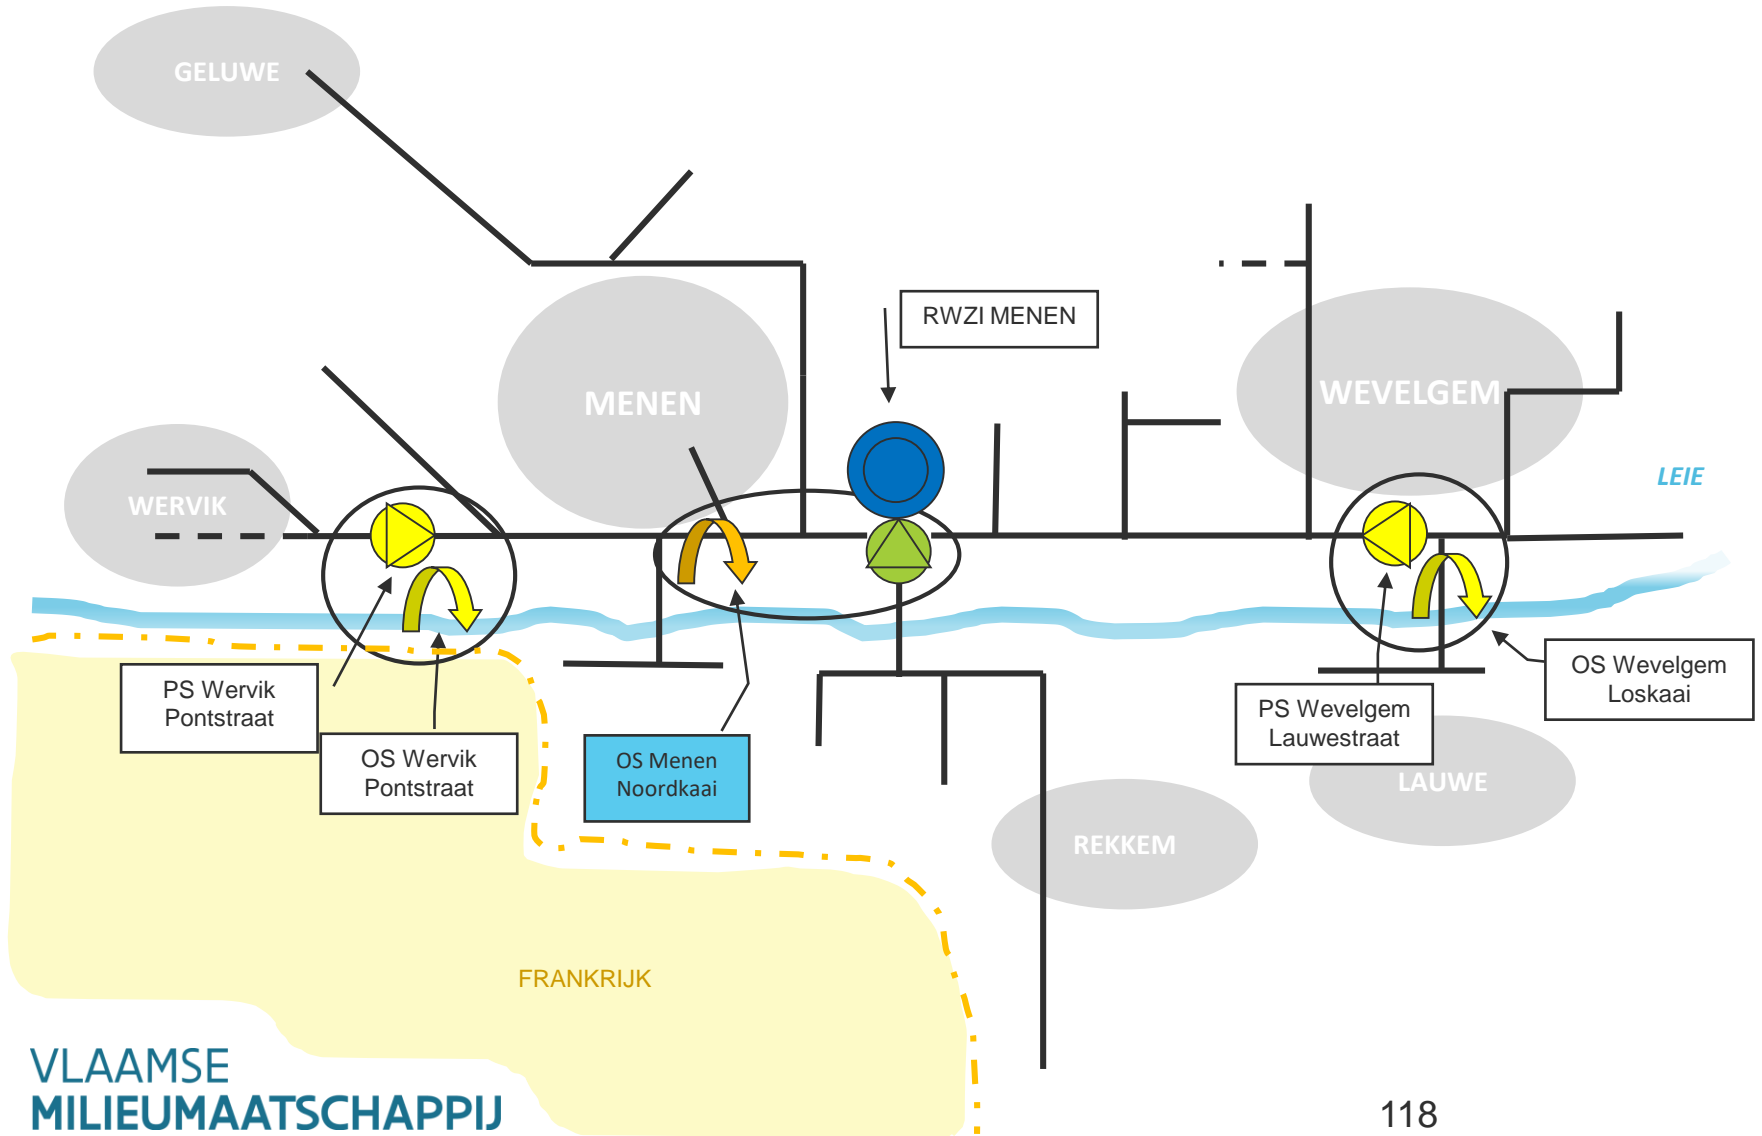 GELUWE
RWZI MENEN
MENEN
WEVELGEM
LEIE
WERVIK
PS Wervik
Pontstraat
OS Wervik
Pontstraat
OS Menen
Noordkaai
PS Wevelgem
Lauwestraat
OS Wevelgem
Loskaai
LAUWE
REKKEM
FRANKRIJK
VLAAMSE
MILIEUMAATSCHAPPIJ
118